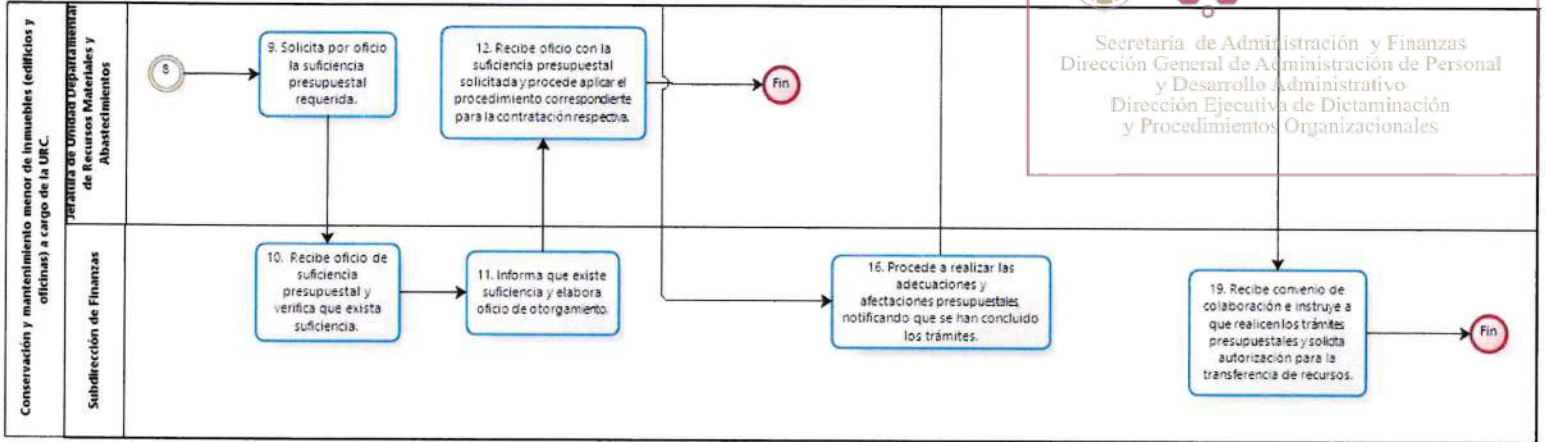 Conservación y mantenimiento menor de inmuebles (edificios y
oficinas) a cargo de la URC.
Jefatura de Unidad Departamental
de Recursos Materiales y
Abastecimientos
9. Solicita por oficio
la suficiencia
presupuestal
requerida.
12. Recibe oficio con la
suficiencia presupuestal
solicitada y procede aplicar el
procedimiento correspondiente
para la contratación respectiva.
Fin
Secretaría de Administración y Finanzas
Dirección General de Administración de Personal
y Desarrollo Administrativo
Dirección Ejecutiva de Dictaminación
y Procedimientos Organizacionales
Subdirección de Finanzas
10. Recibe oficio de
suficiencia
presupuestal y
verifica que exista
suficiencia.
11. Informa que existe
suficiencia y elabora
oficio de otorgamiento.
16. Procede a realizar las
adecuaciones y
afectaciones presupuestales,
notificando que se han concluido
los trámites.
19. Recibe convenio de
colaboración e instruye a
que realicen los trámites
presupuestales y solicita
autorización para la
transferencia de recursos.
Fin